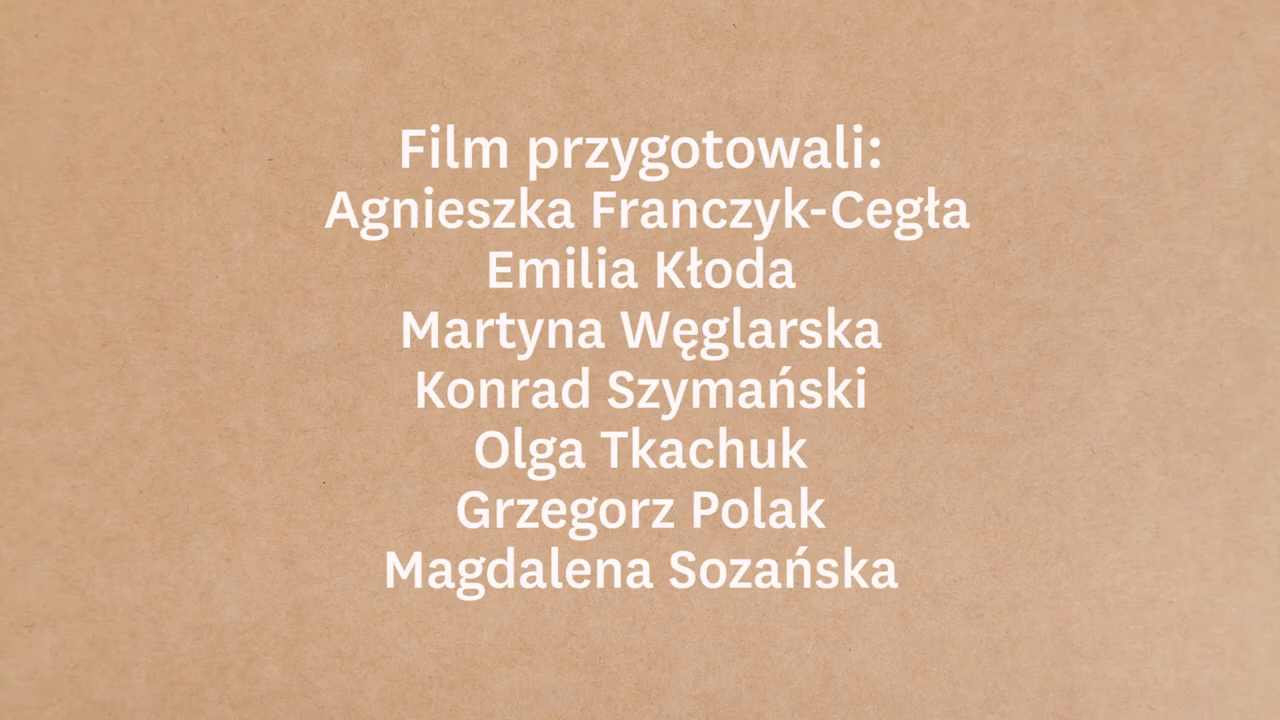 Film przygotowali:
Agnieszka Franczyk-Cegła
Emilia Kłoda
Martyna Węglarska
Konrad Szymański
Olga Tkachuk
Grzegorz Polak
Magdalena Sozańska